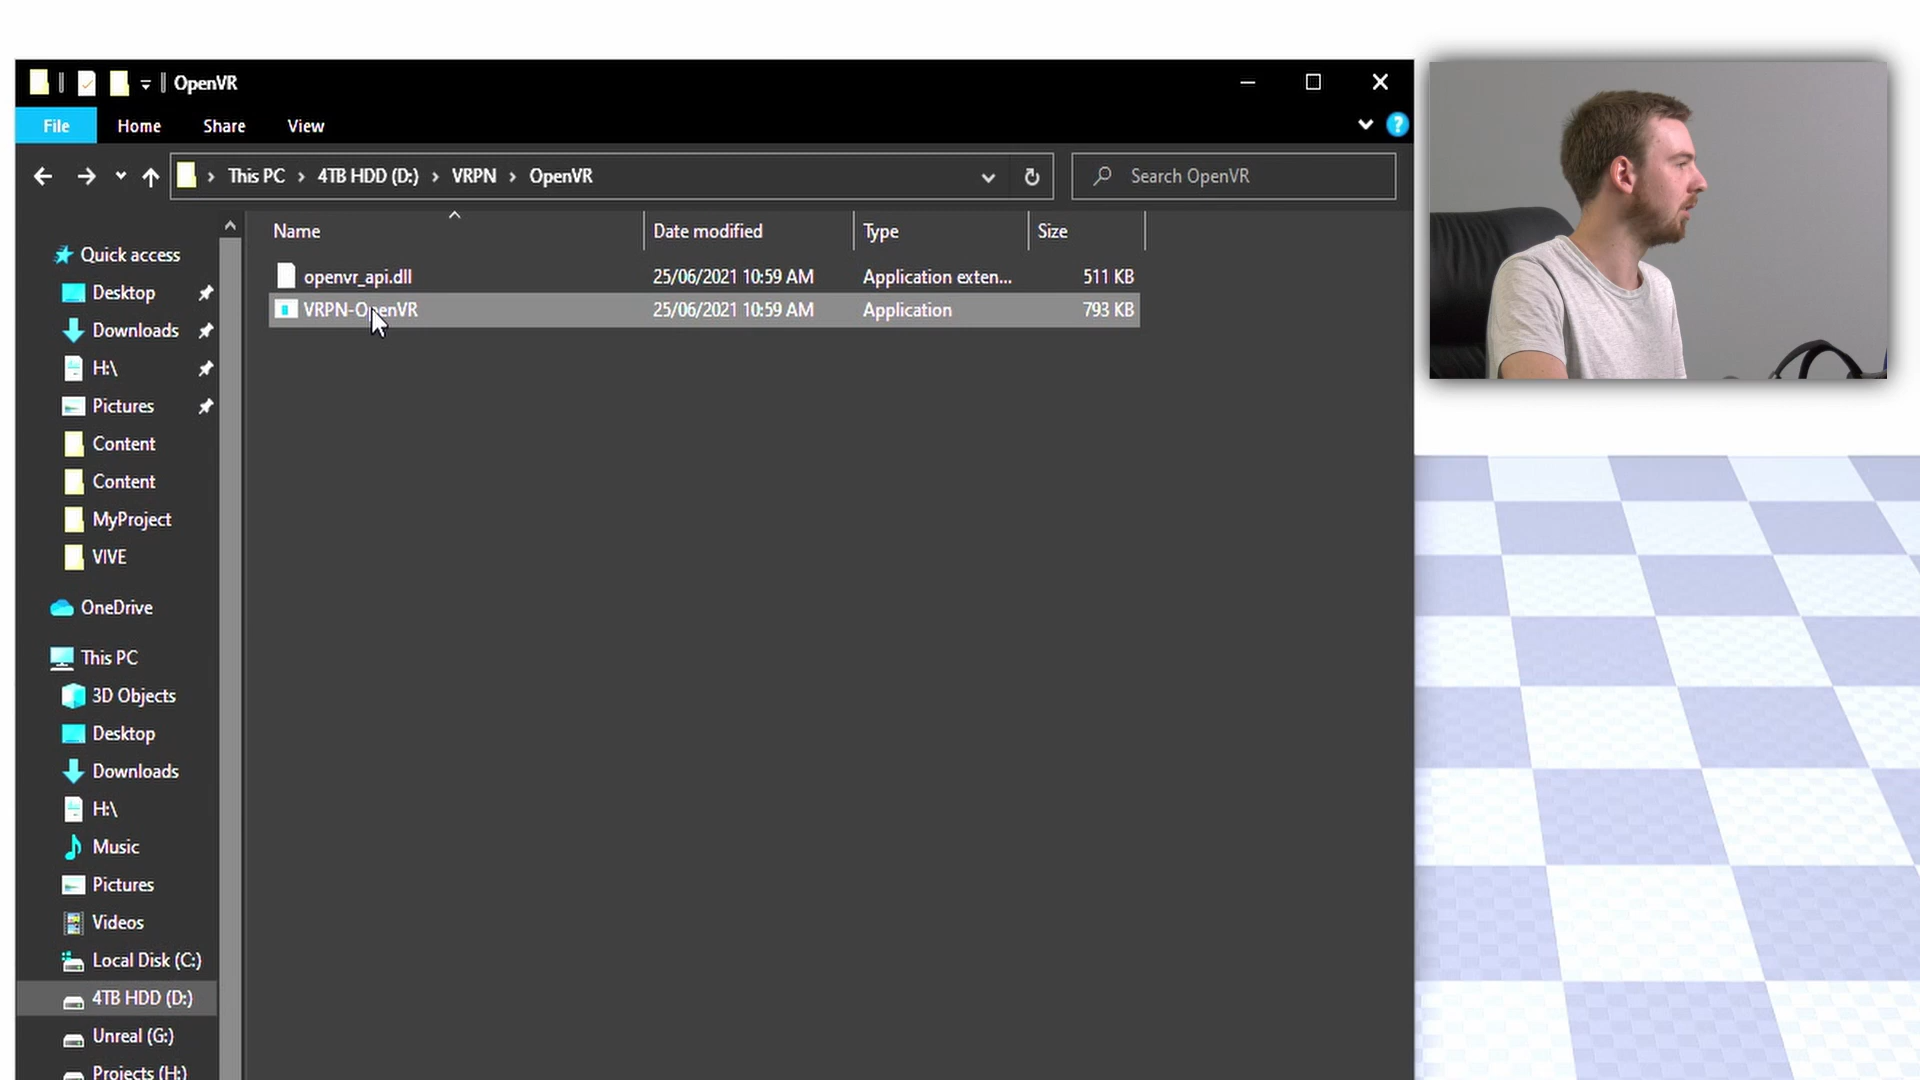 OpenVR
File Home Share View
This PC 4TB HDD (D:) VRPN OpenVR Search OpenVR
Name Date modified Type Size
openvr_api.dll 25/06/2021 10:59 AM Application exten... 511 KB
VRPN-OpenVR 25/06/2021 10:59 AM Application 793 KB
Quick access
Desktop
Downloads
H:\
Pictures
Content
Content
MyProject
VIVE
OneDrive
This PC
3D Objects
Desktop
Downloads
H:\
Music
Pictures
Videos
Local Disk (C:)
4TB HDD (D:)
Unreal (G:)
Projects (H:)